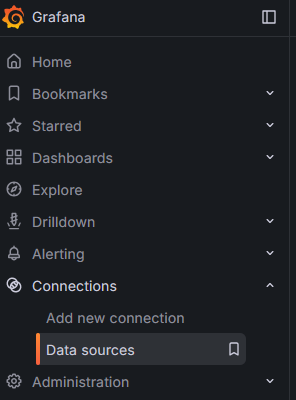 Grafana
Home
Bookmarks
Starred
Dashboards
Explore
Drilldown
Alerting
Connections
Add new connection
Data sources
Administration